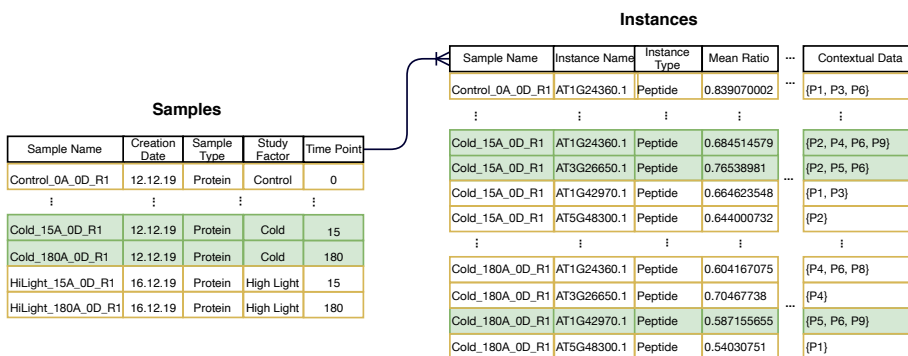 Instances
Sample Name Instance Name Instance Type Mean Ratio ... Contextual Data
Control_0A_0D_R1 AT1G24360.1 Peptide 0.839070002 ... {P1, P3, P6}
⋮ ⋮ ⋮ ⋮
Cold_15A_0D_R1 AT1G24360.1 Peptide 0.684514579 {P2, P4, P6, P9}
Cold_15A_0D_R1 AT3G26650.1 Peptide 0.76538981 ... {P2, P5, P6}
Cold_15A_0D_R1 AT1G42970.1 Peptide 0.664623548 {P1, P3}
Cold_15A_0D_R1 AT5G48300.1 Peptide 0.644000732 {P2}
⋮ ⋮ ⋮ ⋮
Cold_180A_0D_R1 AT1G24360.1 Peptide 0.604167075 {P4, P6, P8}
Cold_180A_0D_R1 AT3G26650.1 Peptide 0.70467738 ... {P4}
Cold_180A_0D_R1 AT1G42970.1 Peptide 0.587155655 {P5, P6, P9}
Cold_180A_0D_R1 AT5G48300.1 Peptide 0.54030751 {P1}
Samples
Sample Name Creation Date Sample Type Study Factor Time Point
Control_0A_0D_R1 12.12.19 Protein Control 0
⋮ ⋮ ⋮ ⋮
Cold_15A_0D_R1 12.12.19 Protein Cold 15
Cold_180A_0D_R1 12.12.19 Protein Cold 180
HiLight_15A_0D_R1 16.12.19 Protein High Light 15
HiLight_180A_0D_R1 16.12.19 Protein High Light 180